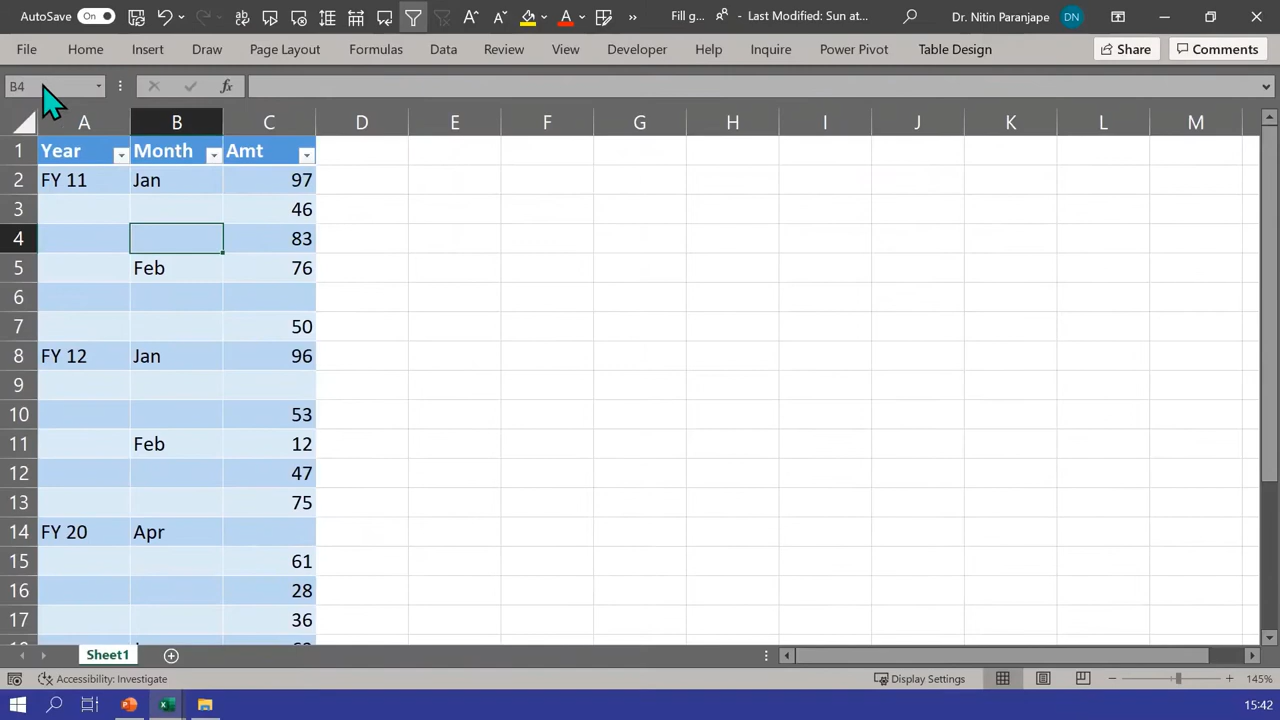 AutoSave On Fill g... - Last Modified: Sun at... Dr. Nitin Paranjape DN
File Home Insert Draw Page Layout Formulas Data Review View Developer Help Inquire Power Pivot Table Design Share Comments
B4 fx
A B C D E F G H I J K L M
1 Year Month Amt
2 FY 11 Jan 97
3 46
4 83
5 Feb 76
6
7 50
8 FY 12 Jan 96
9
10 53
11 Feb 12
12 47
13 75
14 FY 20 Apr
15 61
16 28
17 36
Sheet1
Accessibility: Investigate Display Settings 145%
15:42